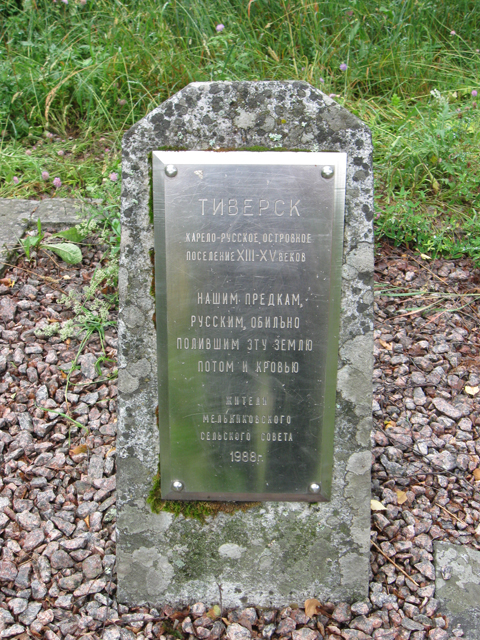 ТИВЕРСК
КАРЕЛО-РУССКОЕ ОСТРОВНОЕ
ПОСЕЛЕНИЕ XIII-XV ВЕКОВ
НАШИМ ПРЕДКАМ,
РУССКИМ, ОБИЛЬНО
ПОЛИВШИМ ЭТУ ЗЕМЛЮ
ПОТОМ И КРОВЬЮ
ЖИТЕЛЬ
МЕЛЬНИКОВСКОГО
СЕЛЬСКОГО СОВЕТА
1988г.